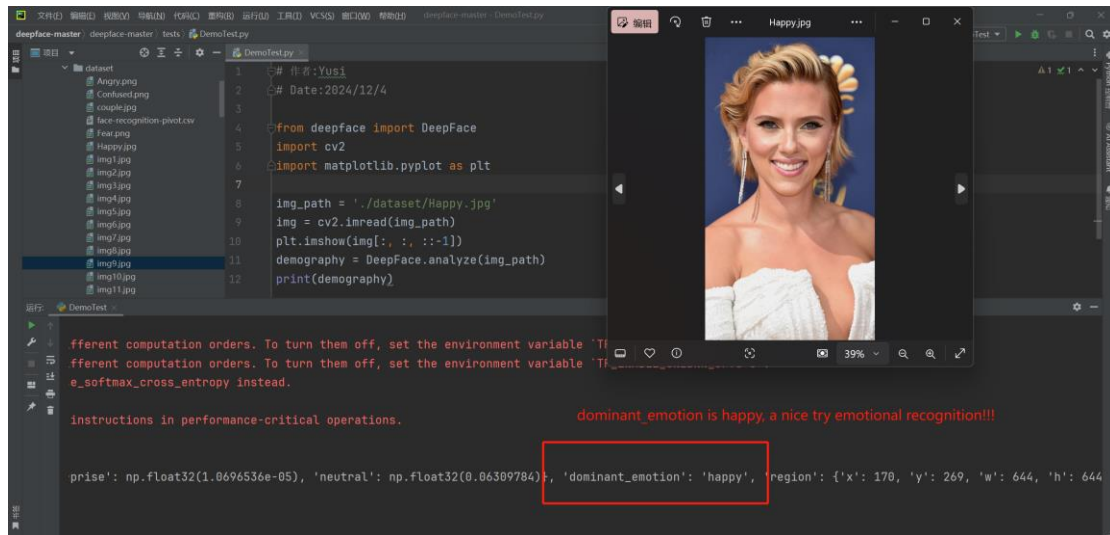 文件(F) 编辑(E) 视图(V) 导航(N) 代码(C) 重构(R) 运行(U) 工具(T) VCS(S) 窗口(W) 帮助(H) deepface-master - DemoTest.py
deepface-master tests DemoTest.py
项目
DemoTest.py
dataset
Angry.png
Confused.png
couple.jpg
face-recognition-pivot.csv
Fear.png
Happy.jpg
img1.jpg
img2.jpg
img3.jpg
img4.jpg
img5.jpg
img6.jpg
img7.jpg
img8.jpg
img9.jpg
img10.jpg
img11.jpg
1 # 作者:Yusi
2 # Date:2024/12/4
3
4 from deepface import DeepFace
5 import cv2
6 import matplotlib.pyplot as plt
7
8 img_path = './dataset/Happy.jpg'
9 img = cv2.imread(img_path)
10 plt.imshow(img[:, :, ::-1])
11 demography = DeepFace.analyze(img_path)
12 print(demography)
编辑 Happy.jpg
39%
1 1
运行: DemoTest
fferent computation orders. To turn them off, set the environment variable
fferent computation orders. To turn them off, set the environment variable
e_softmax_cross_entropy instead.
instructions in performance-critical operations.
dominant_emotion is happy, a nice try emotional recognition!!!
prise': np.float32(1.0696536e-05), 'neutral': np.float32(0.06309784)}, 'dominant_emotion': 'happy', 'region': {'x': 170, 'y': 269, 'w': 644, 'h': 644